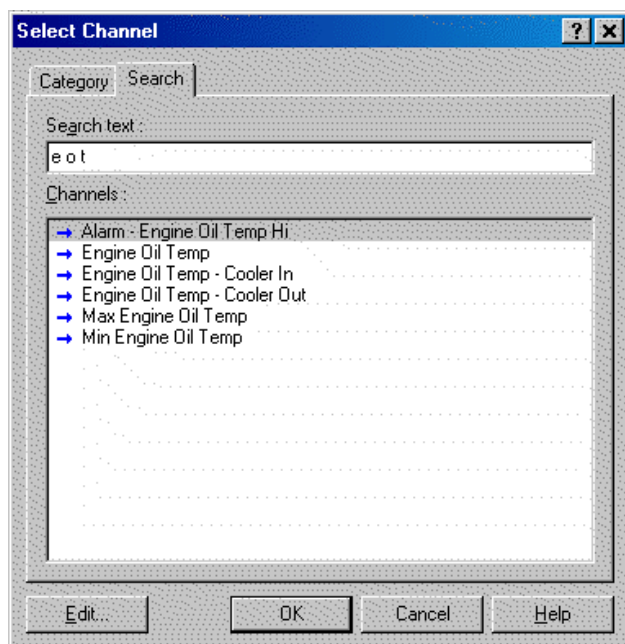 Select Channel
Category Search
Search text :
e o t
Channels :
Alarm - Engine Oil Temp Hi
Engine Oil Temp
Engine Oil Temp - Cooler In
Engine Oil Temp - Cooler Out
Max Engine Oil Temp
Min Engine Oil Temp
Edit... OK Cancel Help